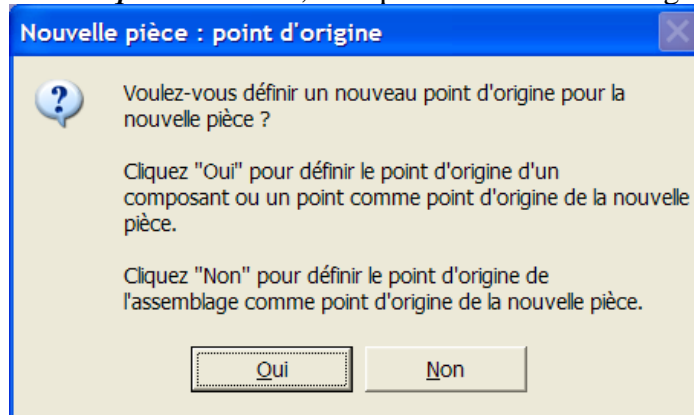 Nouvelle pièce : point d'origine
Voulez-vous définir un nouveau point d'origine pour la
nouvelle pièce ?
Cliquez "Oui" pour définir le point d'origine d'un
composant ou un point comme point d'origine de la nouvelle
pièce.
Cliquez "Non" pour définir le point d'origine de
l'assemblage comme point d'origine de la nouvelle pièce.
Oui
Non